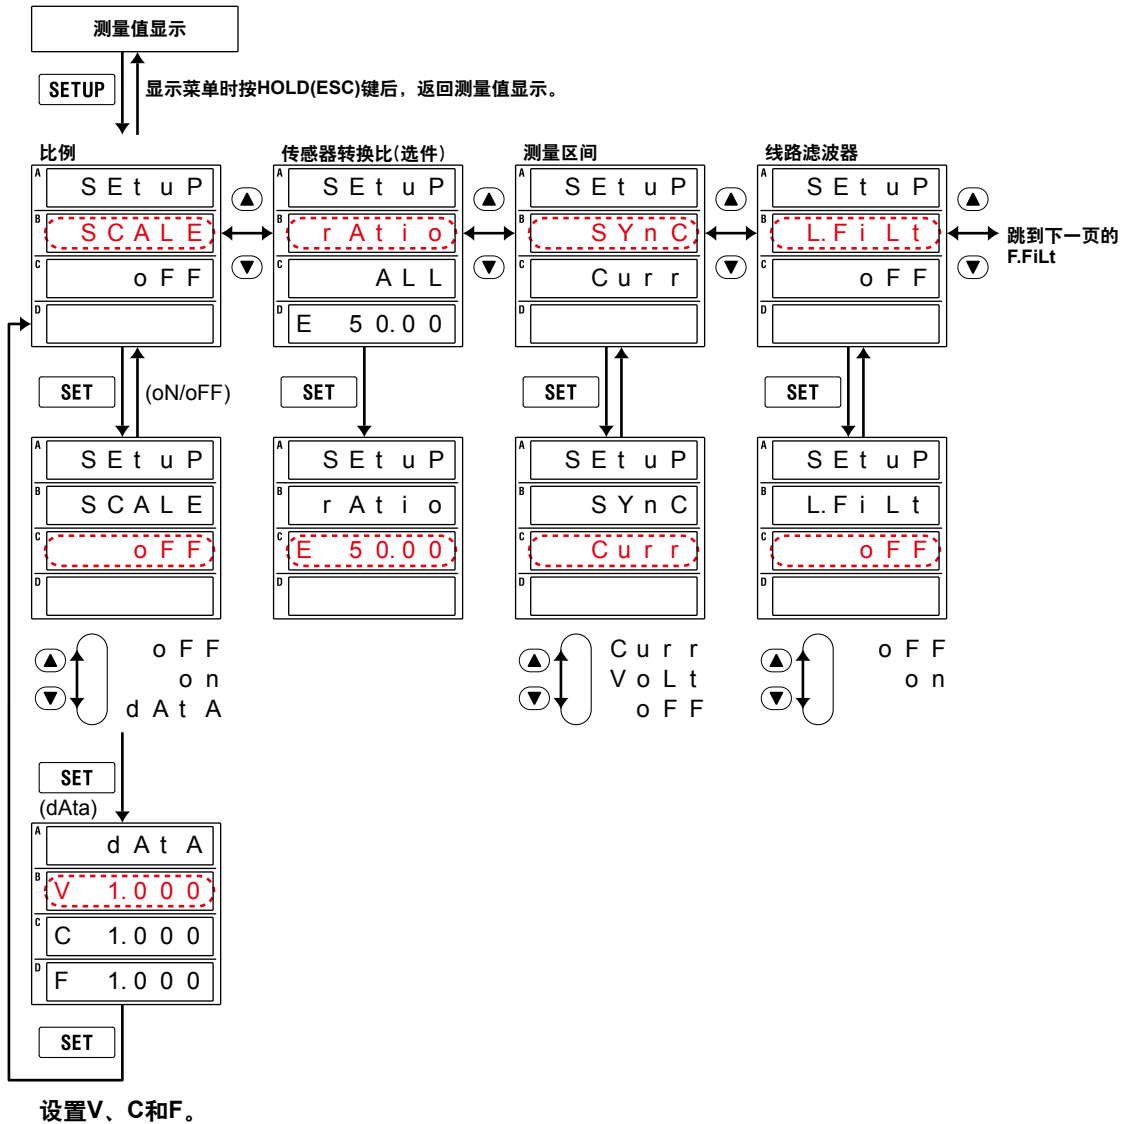 测量值显示
SETUP
显示菜单时按HOLD(ESC)键后，返回测量值显示。
比例
A SEtuP
B SCALE
C oFF
D
传感器转换比(选件)
A SEtuP
B rAtio
C ALL
D E 50.00
测量区间
A SEtuP
B SYnC
C Curr
D
线路滤波器
A SEtuP
B L.FiLt
C oFF
D
跳到下一页的
F.FiLt
SET
(oN/oFF)
SET
SET
SET
A SEtuP
B SCALE
C oFF
D
A SEtuP
B rAtio
C E 50.00
D
A SEtuP
B SYnC
C Curr
D
A SEtuP
B L.FiLt
C oFF
D
oFF
on
dAtA
Curr
VoLt
oFF
oFF
on
SET
(dAta)
A dAtA
B V 1.000
C C 1.000
D F 1.000
SET
设置V、C和F。